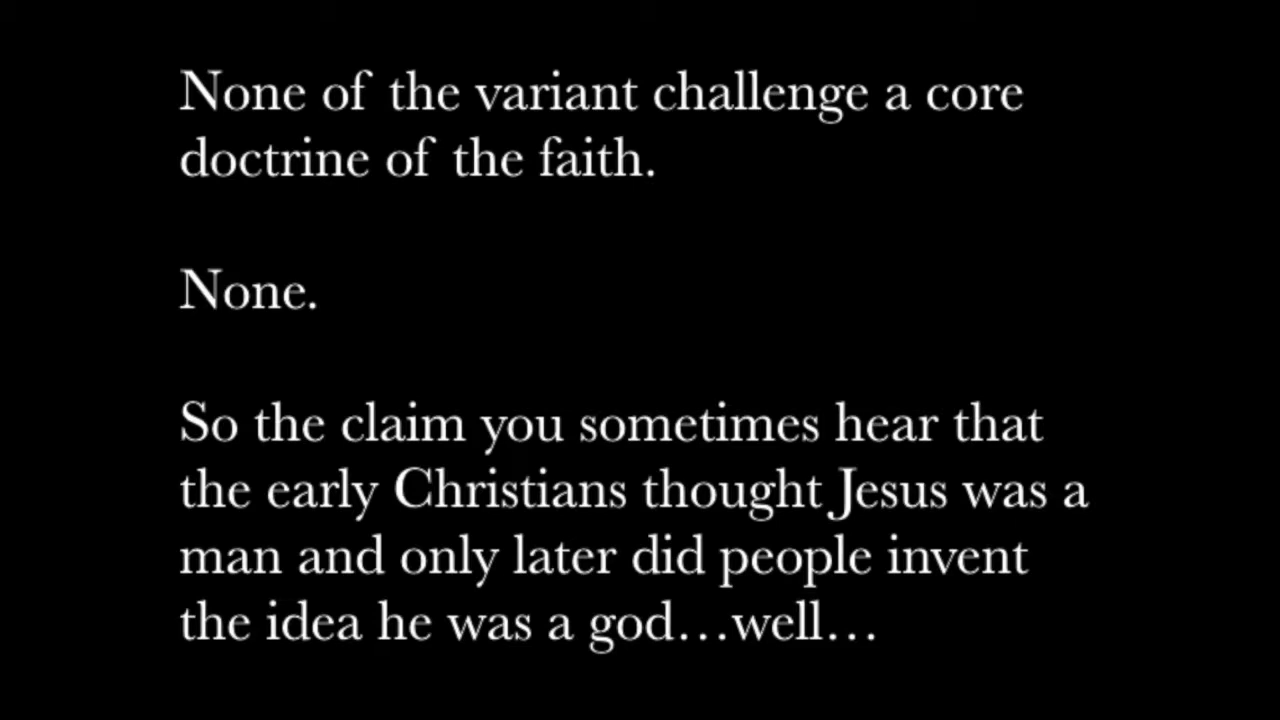 None of the variant challenge a core
doctrine of the faith.
None.
So the claim you sometimes hear that
the early Christians thought Jesus was a
man and only later did people invent
the idea he was a god…well…